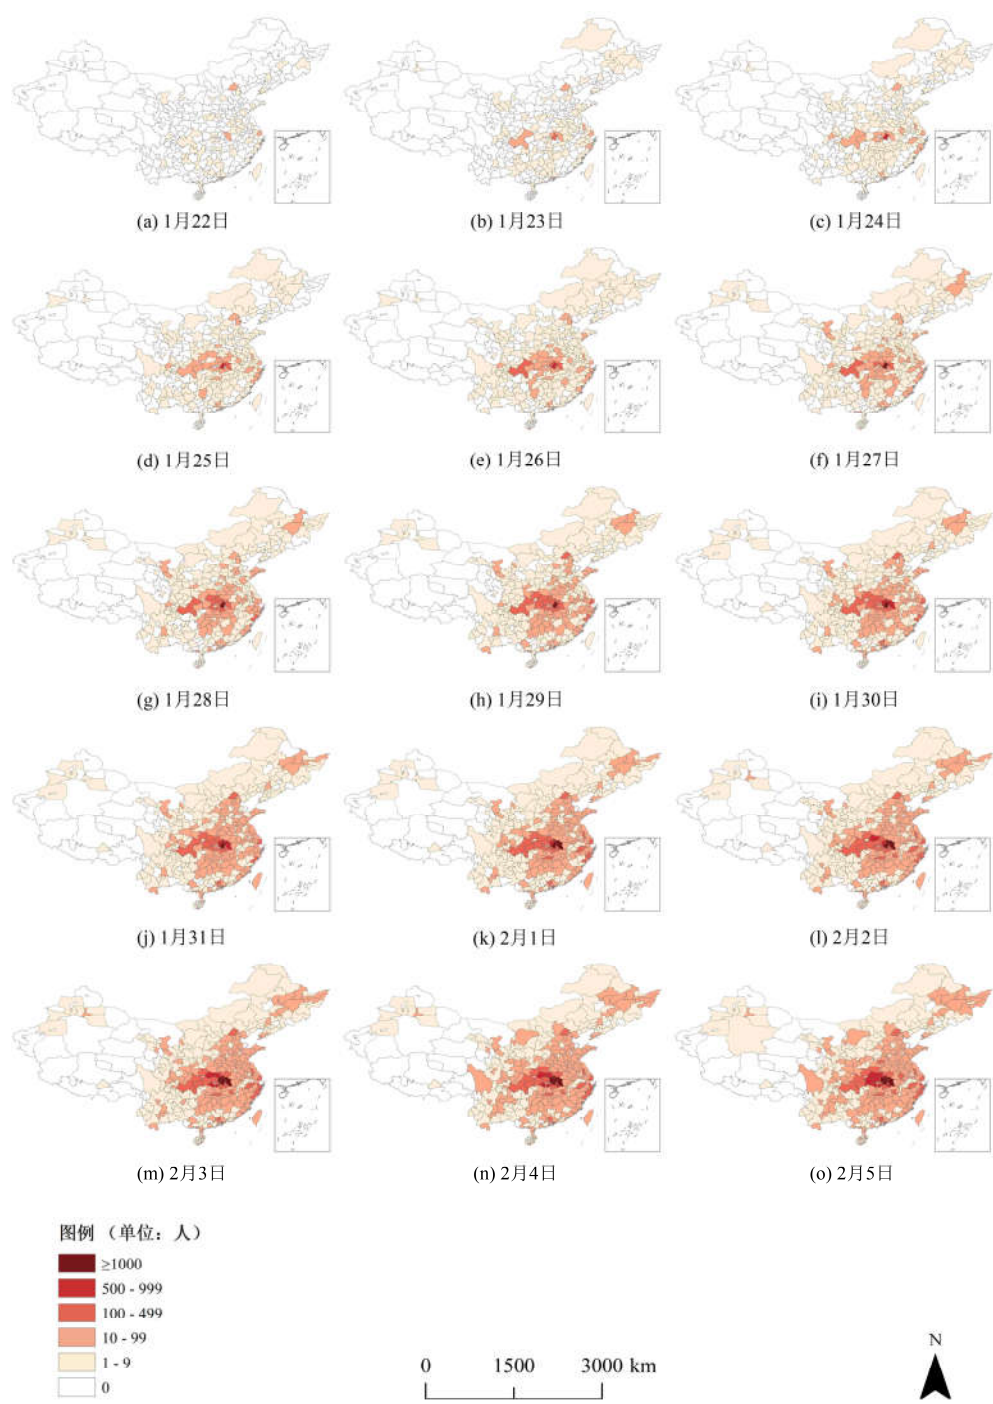 (a) 1月22日
(b) 1月23日
(c) 1月24日
(d) 1月25日
(e) 1月26日
(f) 1月27日
(g) 1月28日
(h) 1月29日
(i) 1月30日
(j) 1月31日
(k) 2月1日
(l) 2月2日
(m) 2月3日
(n) 2月4日
(o) 2月5日
图例 （单位：人）
≥1000
500 - 999
100 - 499
10 - 99
1 - 9
0
0 1500 3000 km
N